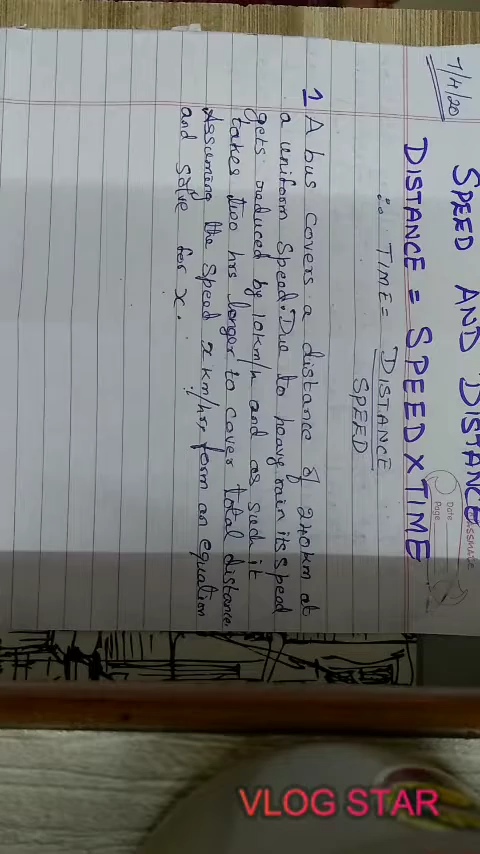 7/4/20
SPEED AND DISTANCE
CLASSMATE
Date
Page
DISTANCE = SPEED X TIME
∴ TIME = DISTANCE
SPEED
1 A bus covers a distance of 240km at
a uniform Speed. Due to heavy rain its speed
gets reduced by 10km/h and as such it
takes two hrs longer to cover total distance.
Assuming the speed x km/hr, form an equation
and solve for x.
VLOG STAR